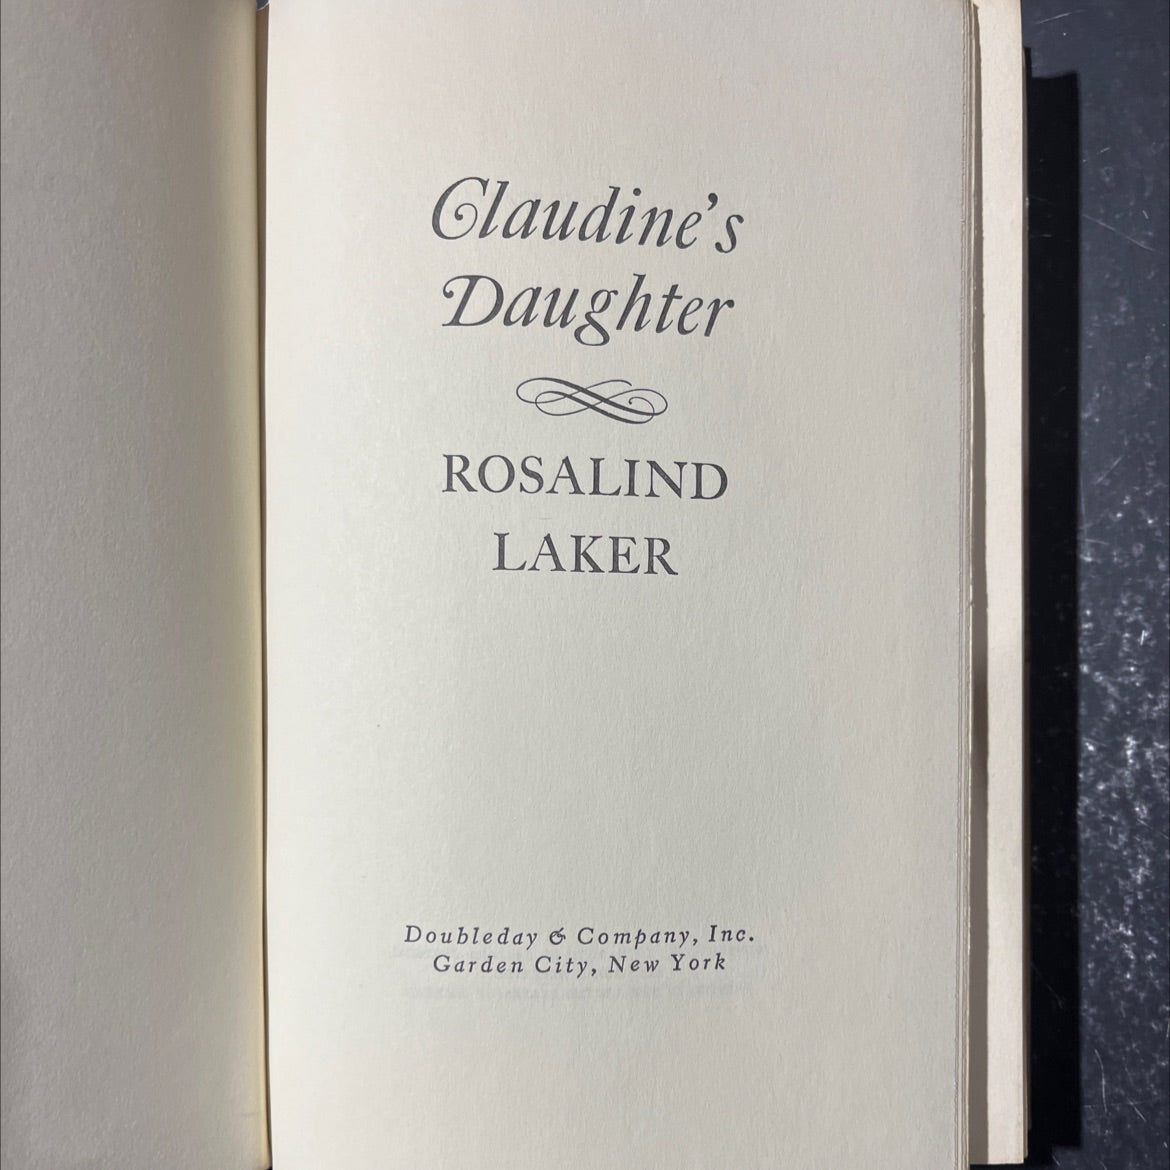 Claudine's
Daughter
ROSALIND
LAKER
Doubleday & Company, Inc.
Garden City, New York